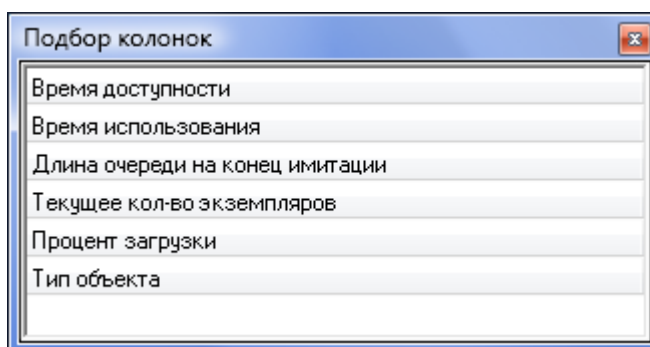 Подбор колонок
Время доступности
Время использования
Длина очереди на конец имитации
Текущее кол-во экземпляров
Процент загрузки
Тип объекта